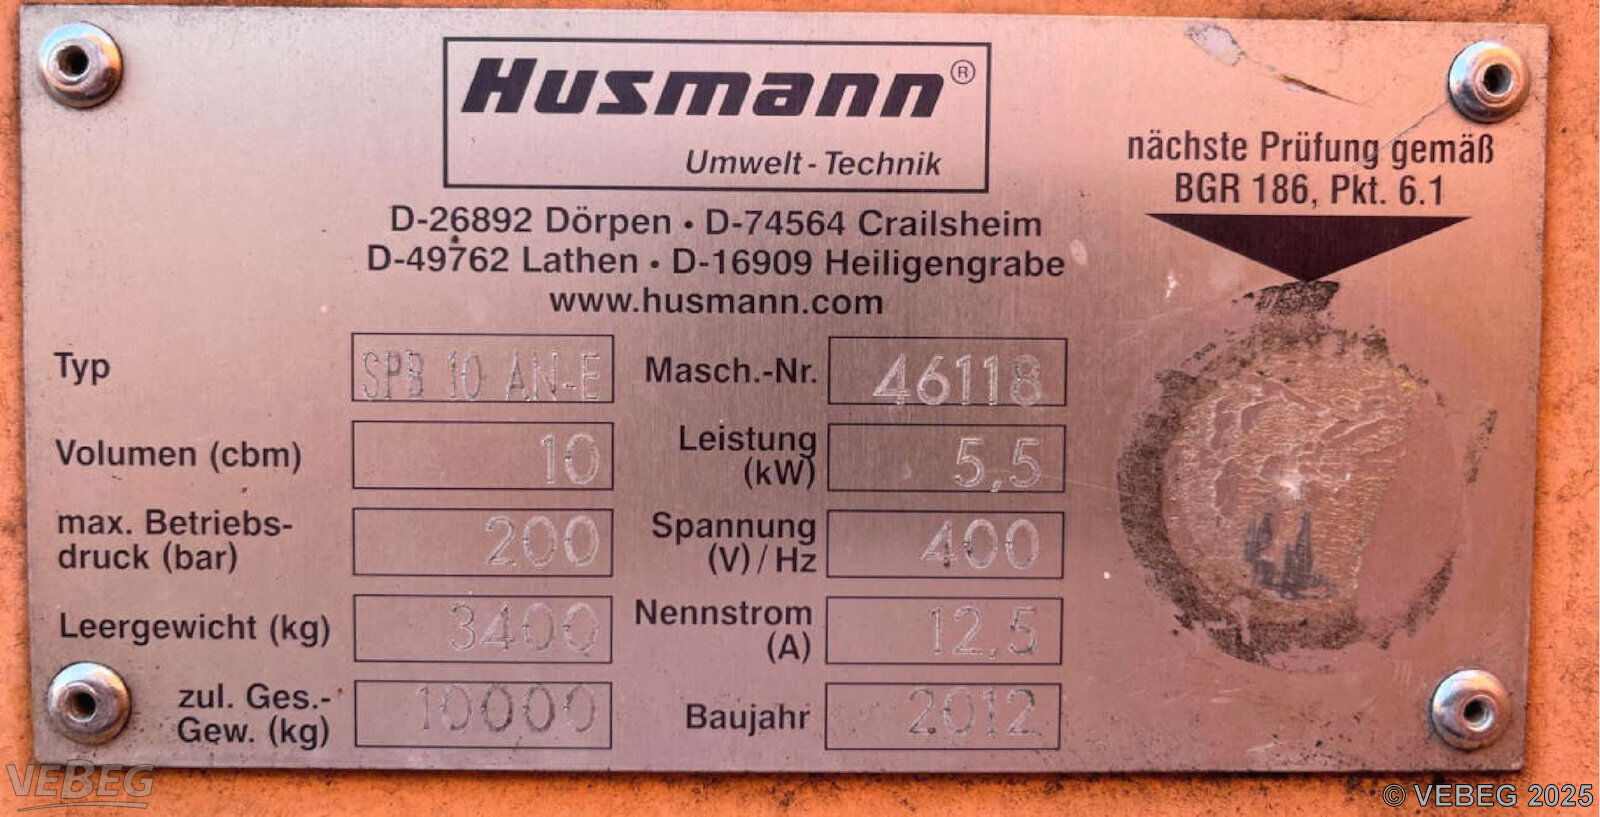 Husmann®
Umwelt-Technik
D-26892 Dörpen • D-74564 Crailsheim
D-49762 Lathen • D-16909 Heiligengrabe
www.husmann.com
nächste Prüfung gemäß
BGR 186, Pkt. 6.1
Typ SPB 10 AN-E
Masch.-Nr. 46118
Volumen (cbm) 10
Leistung
(kW) 5,5
max. Betriebs-
druck (bar) 200
Spannung
(V)/Hz 400
Leergewicht (kg) 3400
Nennstrom
(A) 12,5
zul. Ges.-
Gew. (kg) 10000
Baujahr 2012
VEBEG
© VEBEG 2025